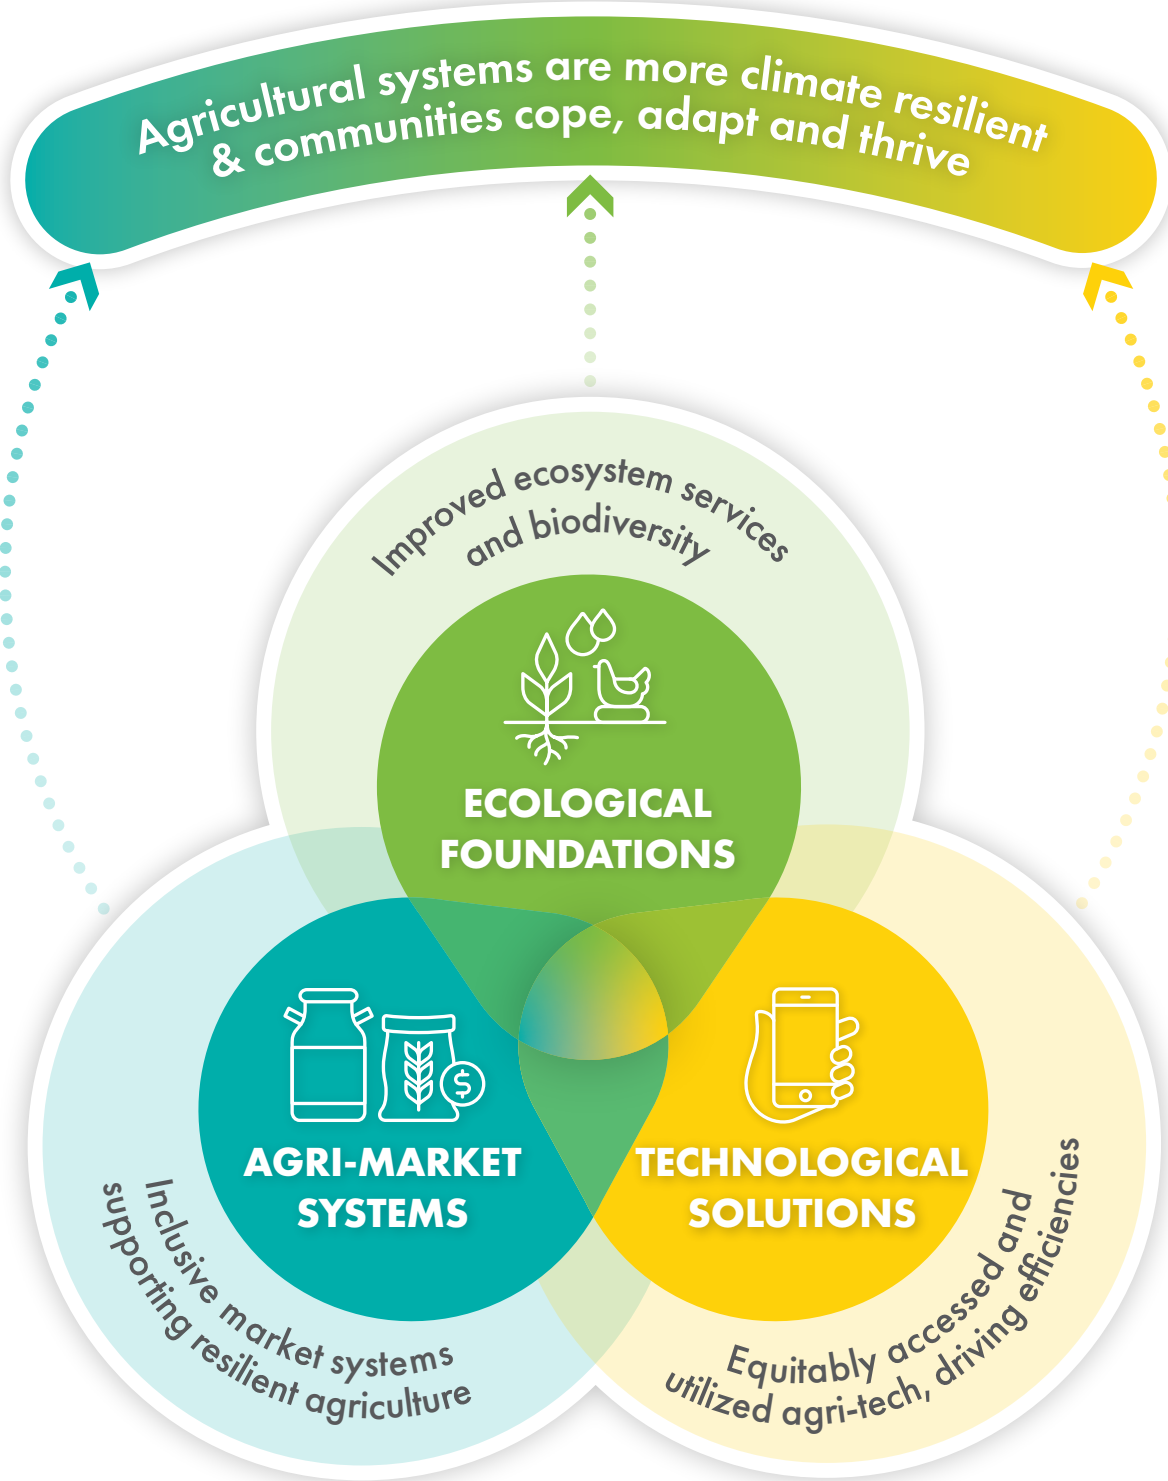 Agricultural systems are more climate resilient
& communities cope, adapt and thrive
Improved ecosystem services
and biodiversity
ECOLOGICAL
FOUNDATIONS
$
AGRI-MARKET
SYSTEMS
Inclusive market systems
supporting resilient agriculture
TECHNOLOGICAL
SOLUTIONS
Equitably accessed and
utilized agri-tech, driving efficiencies